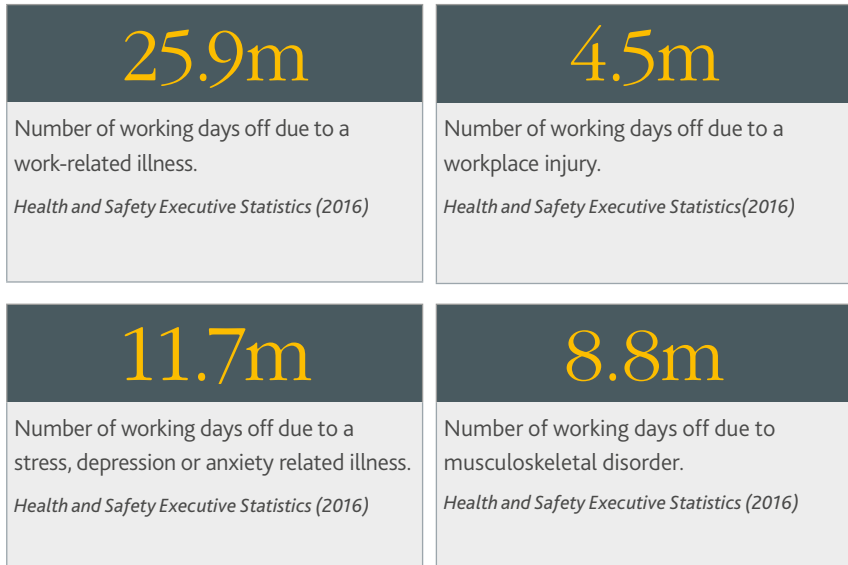 25.9m
Number of working days off due to a
work-related illness.
Health and Safety Executive Statistics (2016)
4.5m
Number of working days off due to a
workplace injury.
Health and Safety Executive Statistics(2016)
11.7m
Number of working days off due to a
stress, depression or anxiety related illness.
Health and Safety Executive Statistics (2016)
8.8m
Number of working days off due to
musculoskeletal disorder.
Health and Safety Executive Statistics (2016)